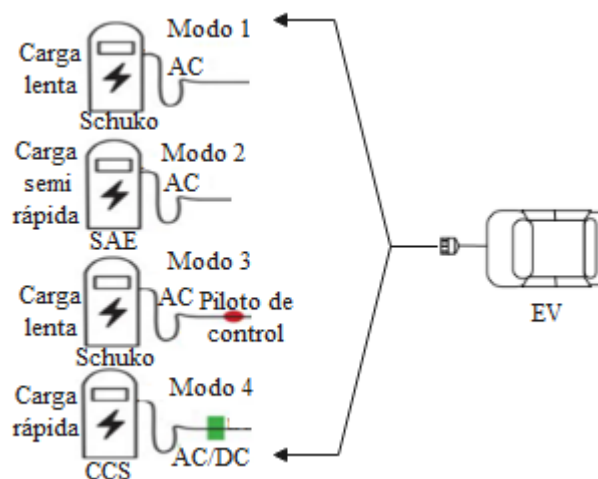 Modo 1
Carga
lenta
AC
Schuko
Carga
semi
rápida
Modo 2
AC
SAE
Modo 3
Carga
lenta
AC
Piloto de
control
Schuko
Modo 4
Carga
rápida
AC/DC
CCS
EV